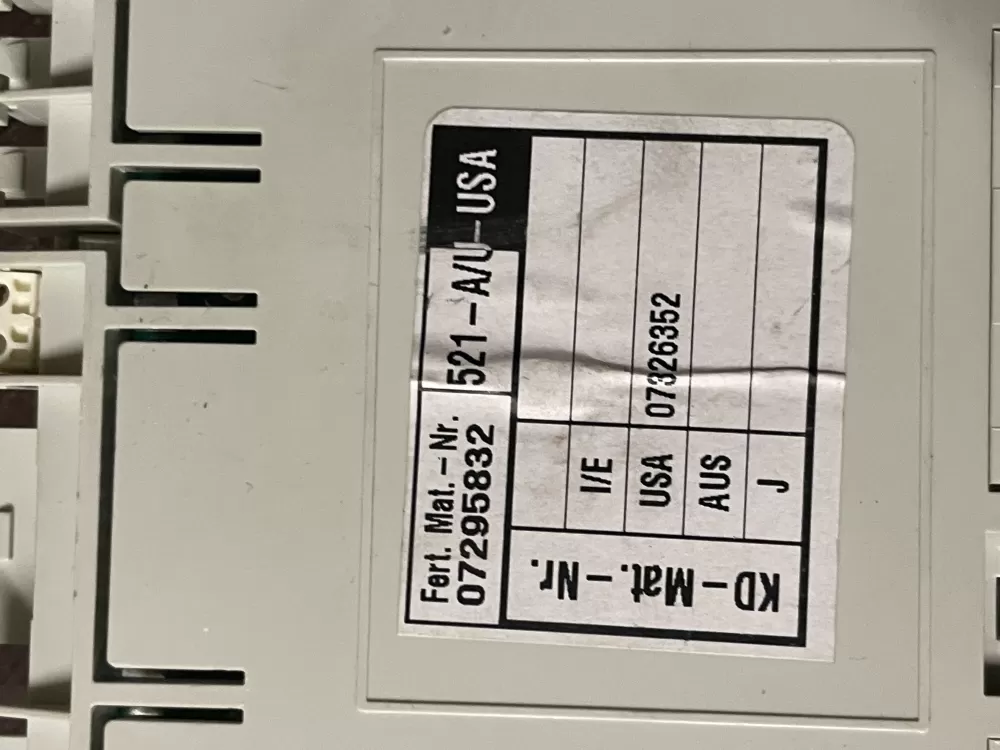 Fert. Mat.-Nr.
07295832
521-A/U-USA
KD-Mat.-Nr.
I/E
USA 07326352
AUS
J